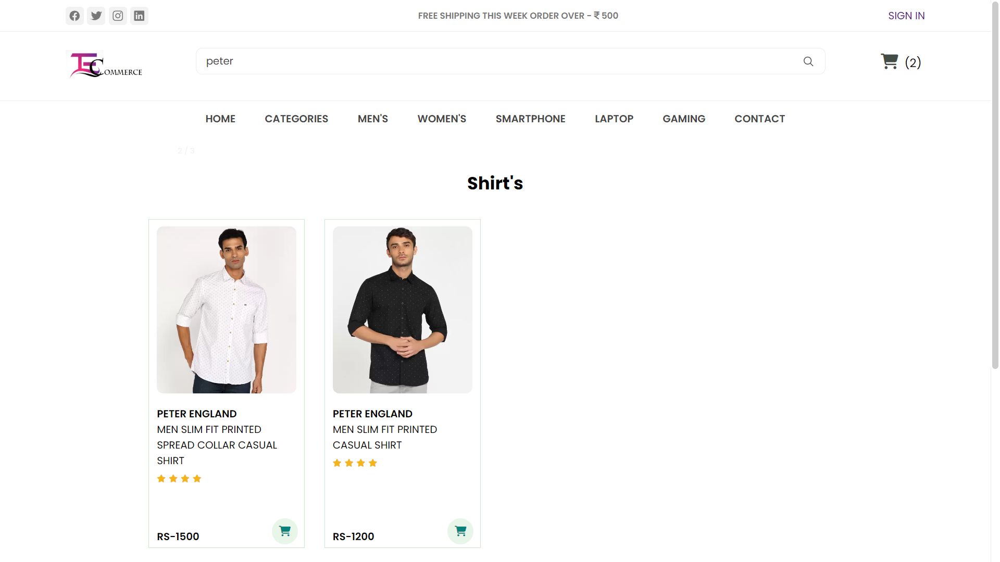 FREE SHIPPING THIS WEEK ORDER OVER - ₹ 500
SIGN IN
EC OMMERCE
peter
(2)
HOME
CATEGORIES
MEN'S
WOMEN'S
SMARTPHONE
LAPTOP
GAMING
CONTACT
2 / 3
Shirt's
PETER ENGLAND
MEN SLIM FIT PRINTED
SPREAD COLLAR CASUAL
SHIRT
RS-1500
PETER ENGLAND
MEN SLIM FIT PRINTED
CASUAL SHIRT
RS-1200